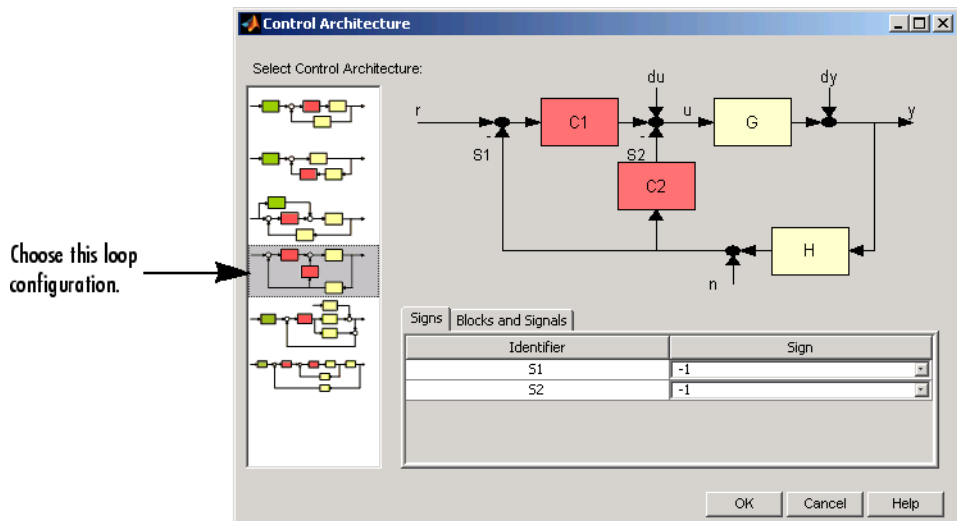 Control Architecture
Select Control Architecture:
Choose this loop
configuration.
du
dy
r
C1
u
G
y
-
S1
-
S2
C2
H
n
Signs
Blocks and Signals
Identifier
Sign
S1
-1
S2
-1
OK
Cancel
Help